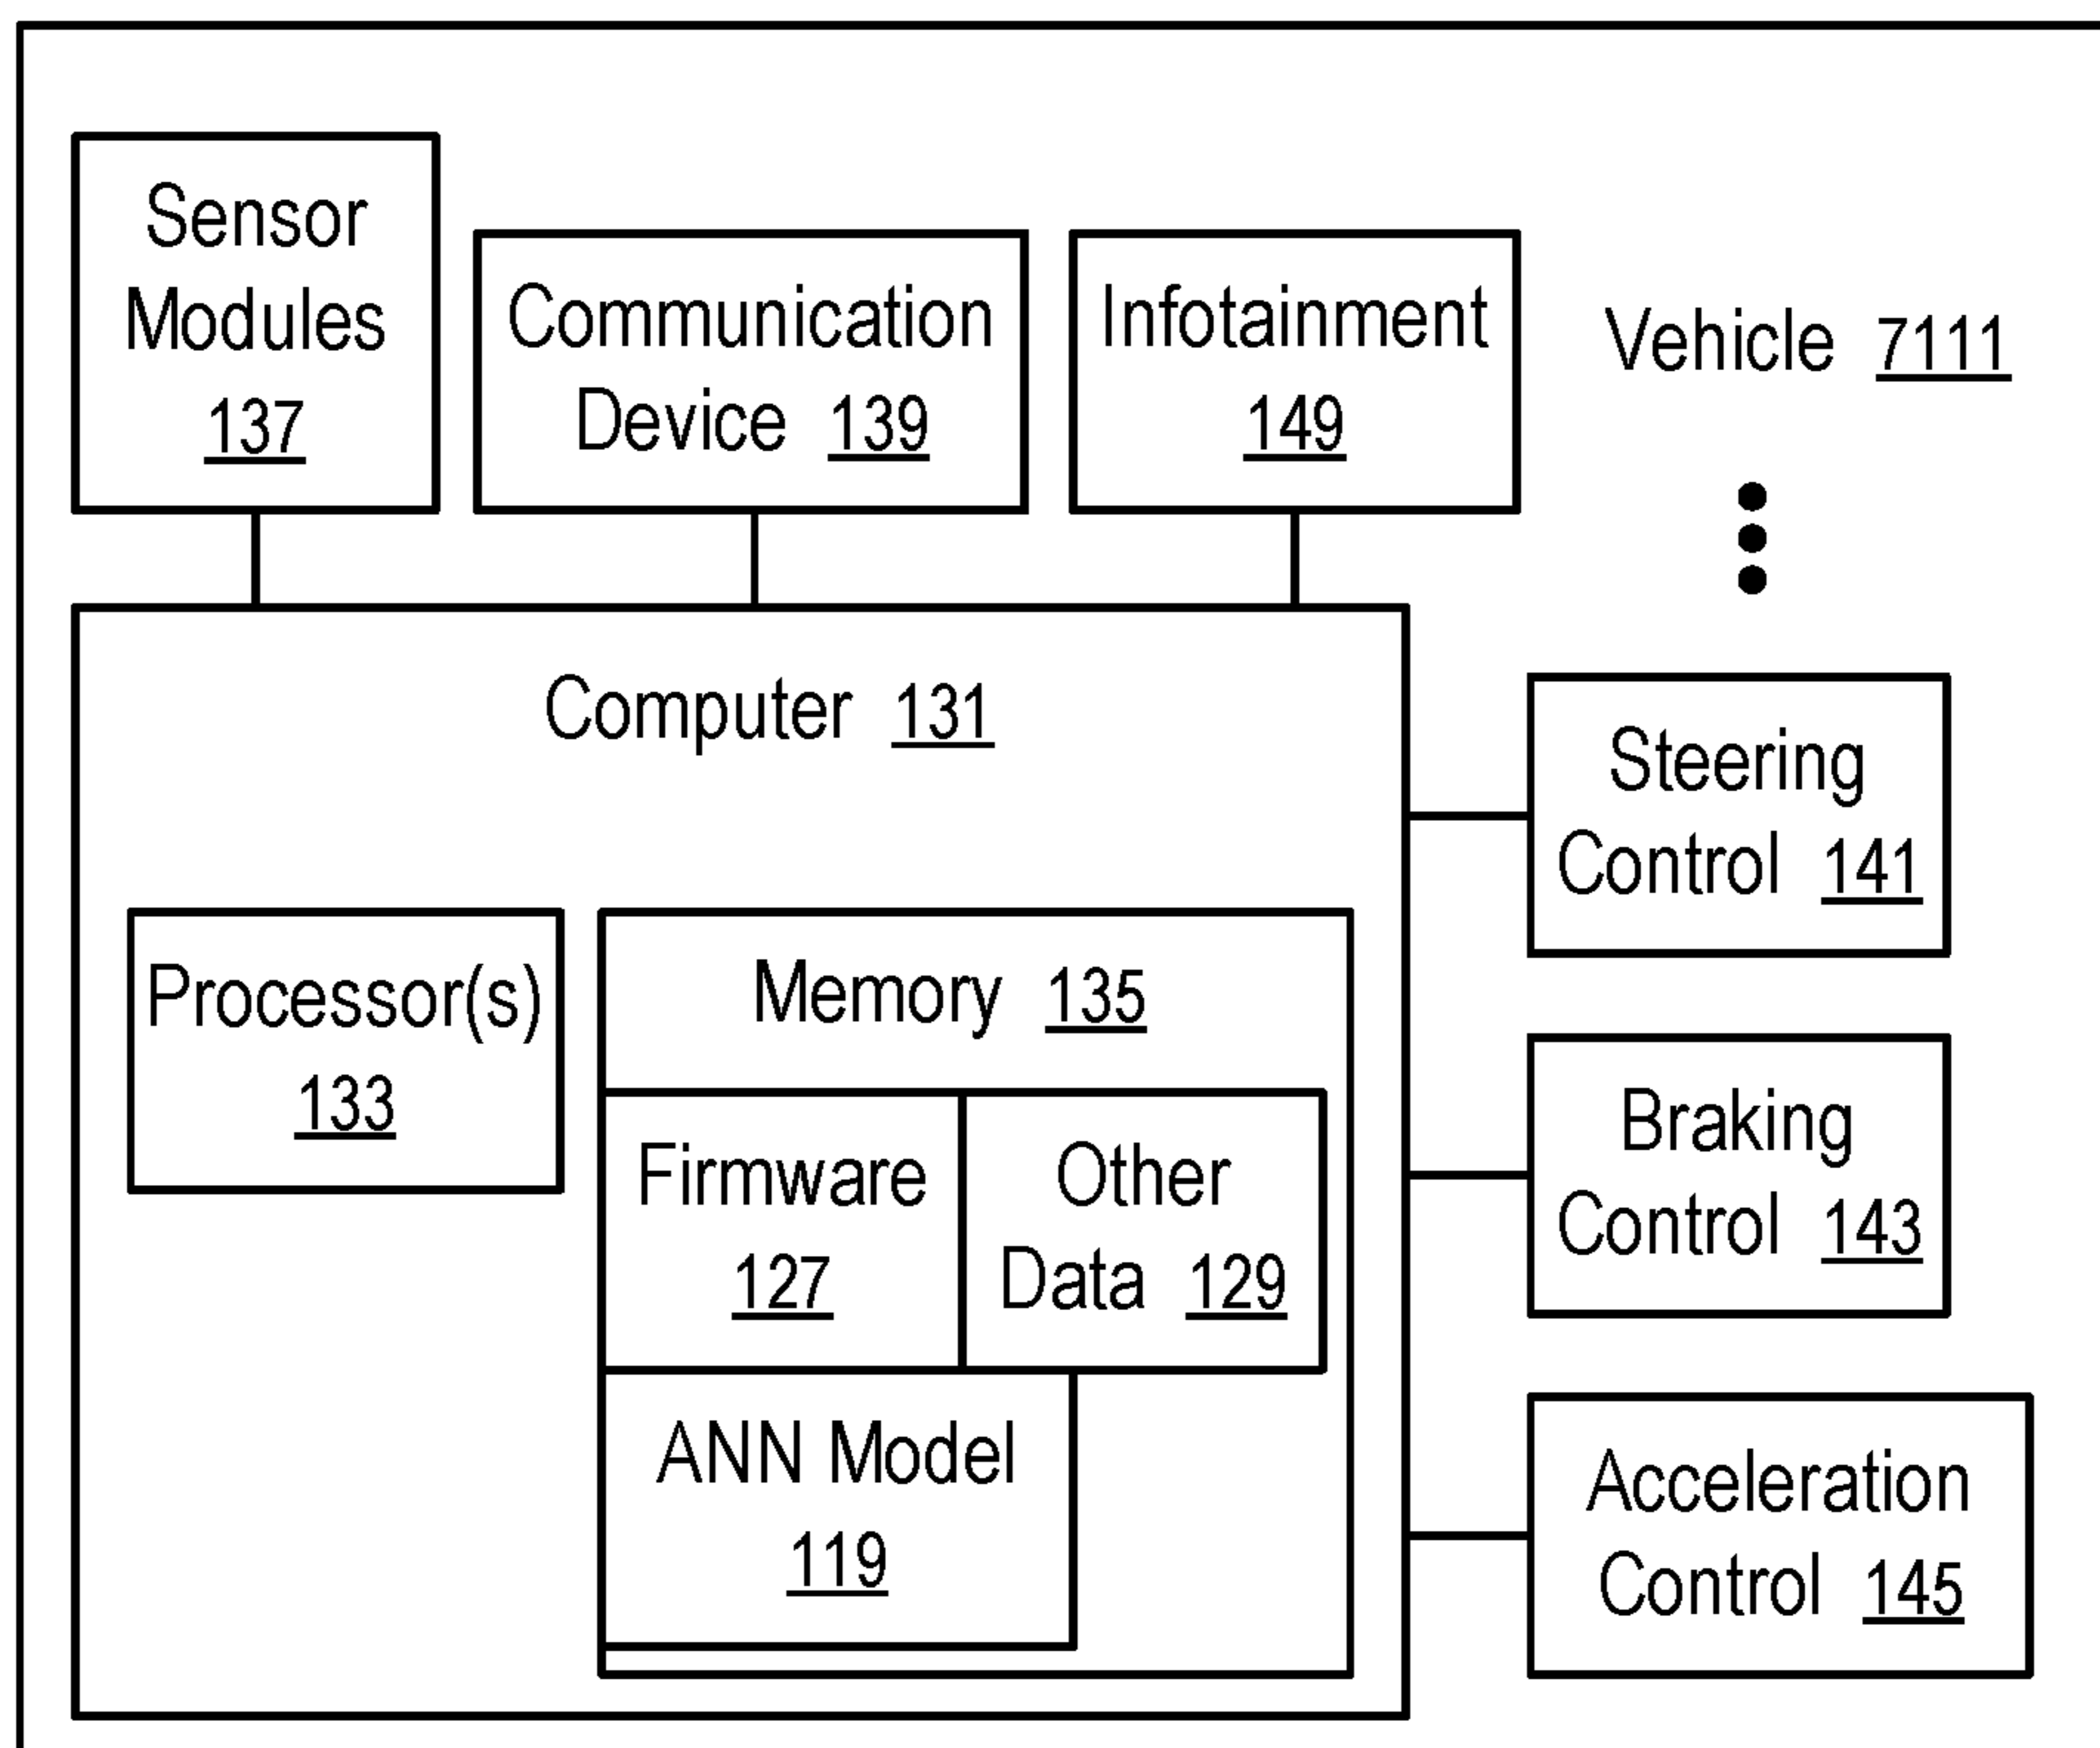 Sensor
Modules
137
Communication
Device 139
Infotainment
149
Vehicle 7111
Computer 131
Processor(s)
133
Memory 135
Firmware
127
Other
Data 129
ANN Model
119
Steering
Control 141
Braking
Control 143
Acceleration
Control 145